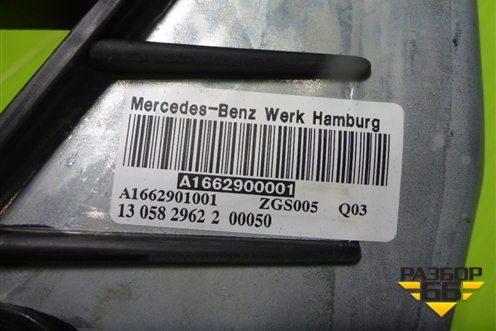 Mercedes-Benz Werk Hamburg
A1662900001
A1662901001 ZGS005 Q03
13 058 2962 2 00050
РАЗБОР
66